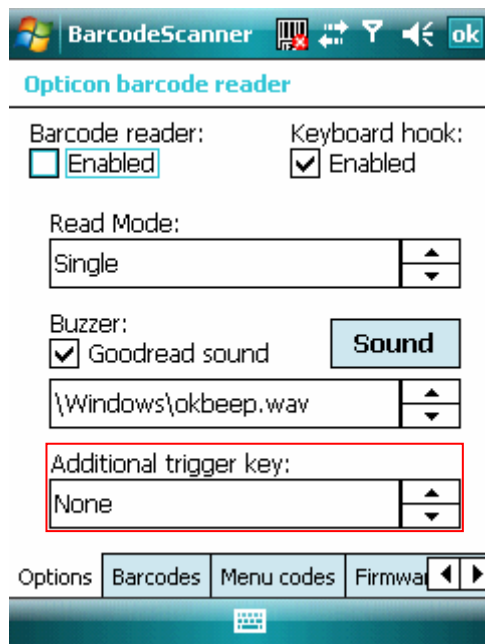 BarcodeScanner ok
Opticon barcode reader
Barcode reader: Keyboard hook:
Enabled Enabled
Read Mode:
Single
Buzzer:
Goodread sound Sound
\Windows\okbeep.wav
Additional trigger key:
None
Options Barcodes Menu codes Firmwa